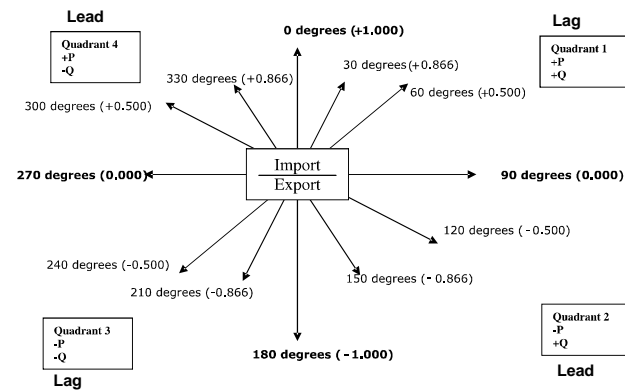 Lead
0 degrees (+1.000)
Lag
Quadrant 4
+P
-Q
Quadrant 1
+P
+Q
330 degrees (+0.866)
30 degrees (+0.866)
60 degrees (+0.500)
300 degrees (+0.500)
Import
Export
270 degrees (0.000)
90 degrees (0.000)
120 degrees (-0.500)
240 degrees (-0.500)
210 degrees (-0.866)
150 degrees (- 0.866)
Quadrant 3
-P
-Q
Quadrant 2
-P
+Q
180 degrees (-1.000)
Lag
Lead